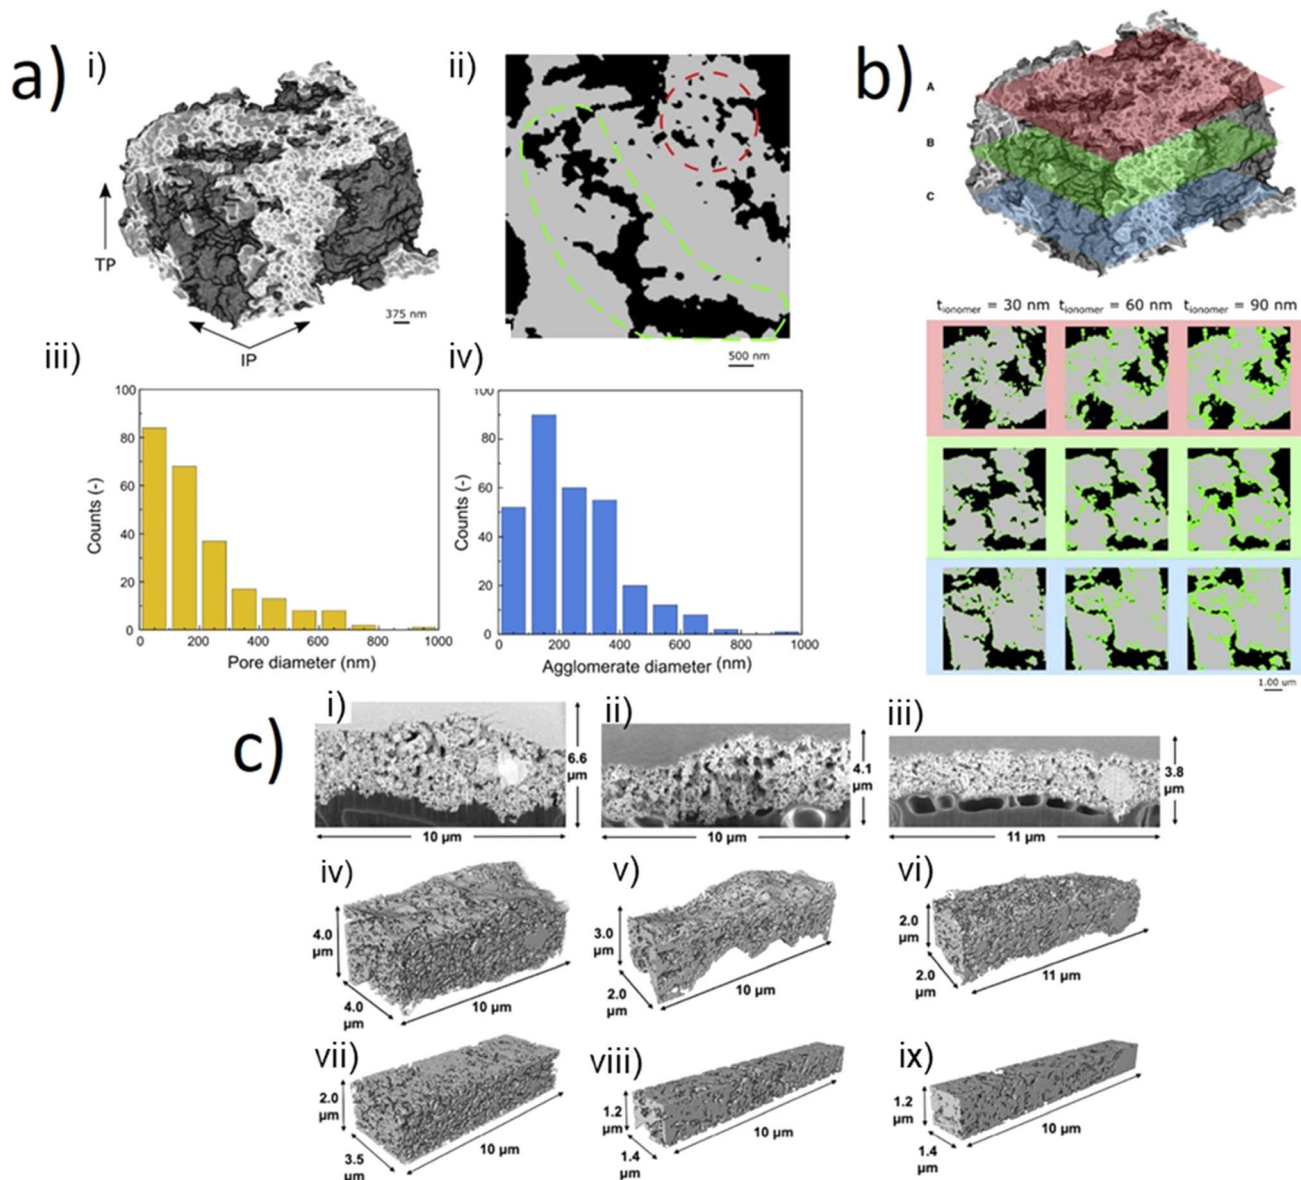 a)
i)
TP
IP
375 nm
ii)
500 nm
iii)
100
80
60
40
20
0
Counts (-)
0 200 400 600 800 1000
Pore diameter (nm)
iv)
100
80
60
40
20
0
Counts (-)
0 200 400 600 800 1000
Agglomerate diameter (nm)
b)
A
B
C
tionomer = 30 nm tionomer = 60 nm tionomer = 90 nm
1.00 um
c)
i)
6.6
µm
10 µm
ii)
4.1
µm
10 µm
iii)
3.8
µm
11 µm
iv)
4.0
µm
4.0
µm
10 µm
v)
3.0
µm
2.0
µm
10 µm
vi)
2.0
µm
2.0
µm
11 µm
vii)
2.0
µm
3.5
µm
10 µm
viii)
1.2
µm
1.4
µm
10 µm
ix)
1.2
µm
1.4
µm
10 µm